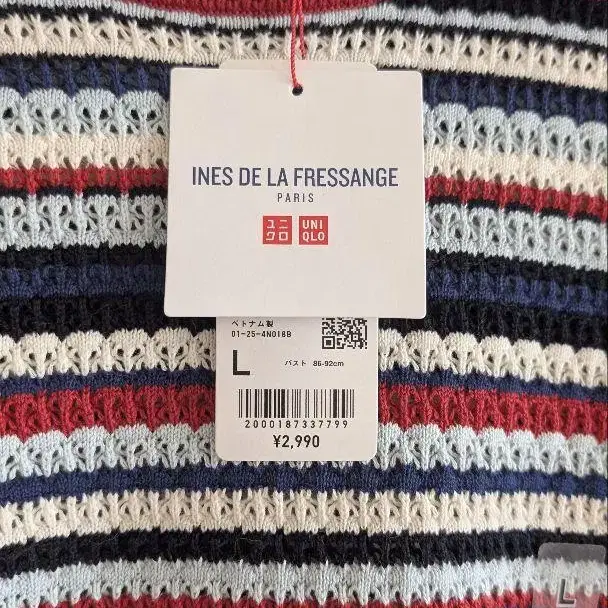 INES DE LA FRESSANGE
PARIS
ユニ UNI
クロ QLO
ベトナム製
01-25-4N018B
L バスト 86-92cm
2000187337799
¥2,990
L